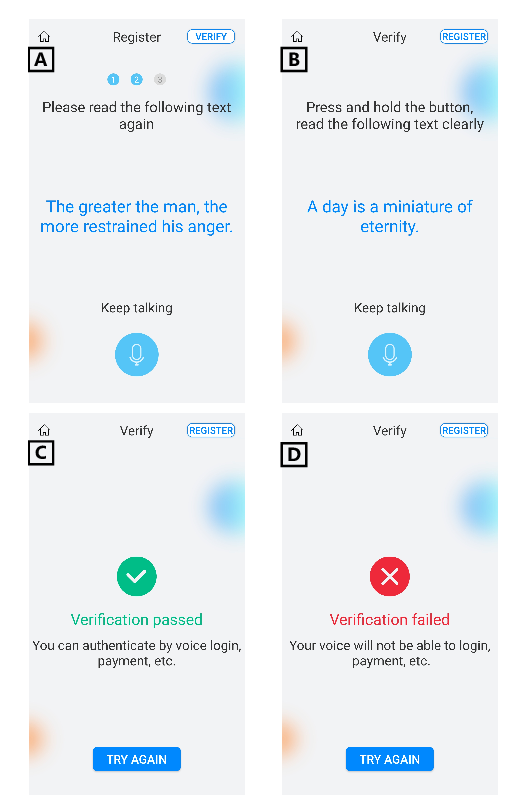 Register
VERIFY
A
1 2 3
Please read the following text
again
The greater the man, the
more restrained his anger.
Keep talking
Verify
REGISTER
B
Press and hold the button,
read the following text clearly
A day is a miniature of
eternity.
Keep talking
Verify
REGISTER
C
Verification passed
You can authenticate by voice login,
payment, etc.
TRY AGAIN
Verify
REGISTER
D
Verification failed
Your voice will not be able to login,
payment, etc.
TRY AGAIN